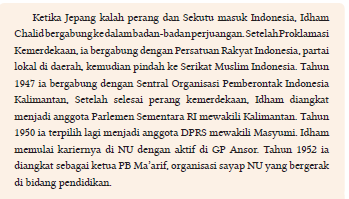 Ketika Jepang kalah perang dan Sekutu masuk Indonesia, Idham
Chalid bergabung ke dalam badan-badan perjuangan. Setelah Proklamasi
Kemerdekaan, ia bergabung dengan Persatuan Rakyat Indonesia, partai
lokal di daerah, kemudian pindah ke Serikat Muslim Indonesia. Tahun
1947 ia bergabung dengan Sentral Organisasi Pemberontak Indonesia
Kalimantan, Setelah selesai perang kemerdekaan, Idham diangkat
menjadi anggota Parlemen Sementara RI mewakili Kalimantan. Tahun
1950 ia terpilih lagi menjadi anggota DPRS mewakili Masyumi. Idham
memulai kariernya di NU dengan aktif di GP Ansor. Tahun 1952 ia
diangkat sebagai ketua PB Ma'arif, organisasi sayap NU yang bergerak
di bidang pendidikan.